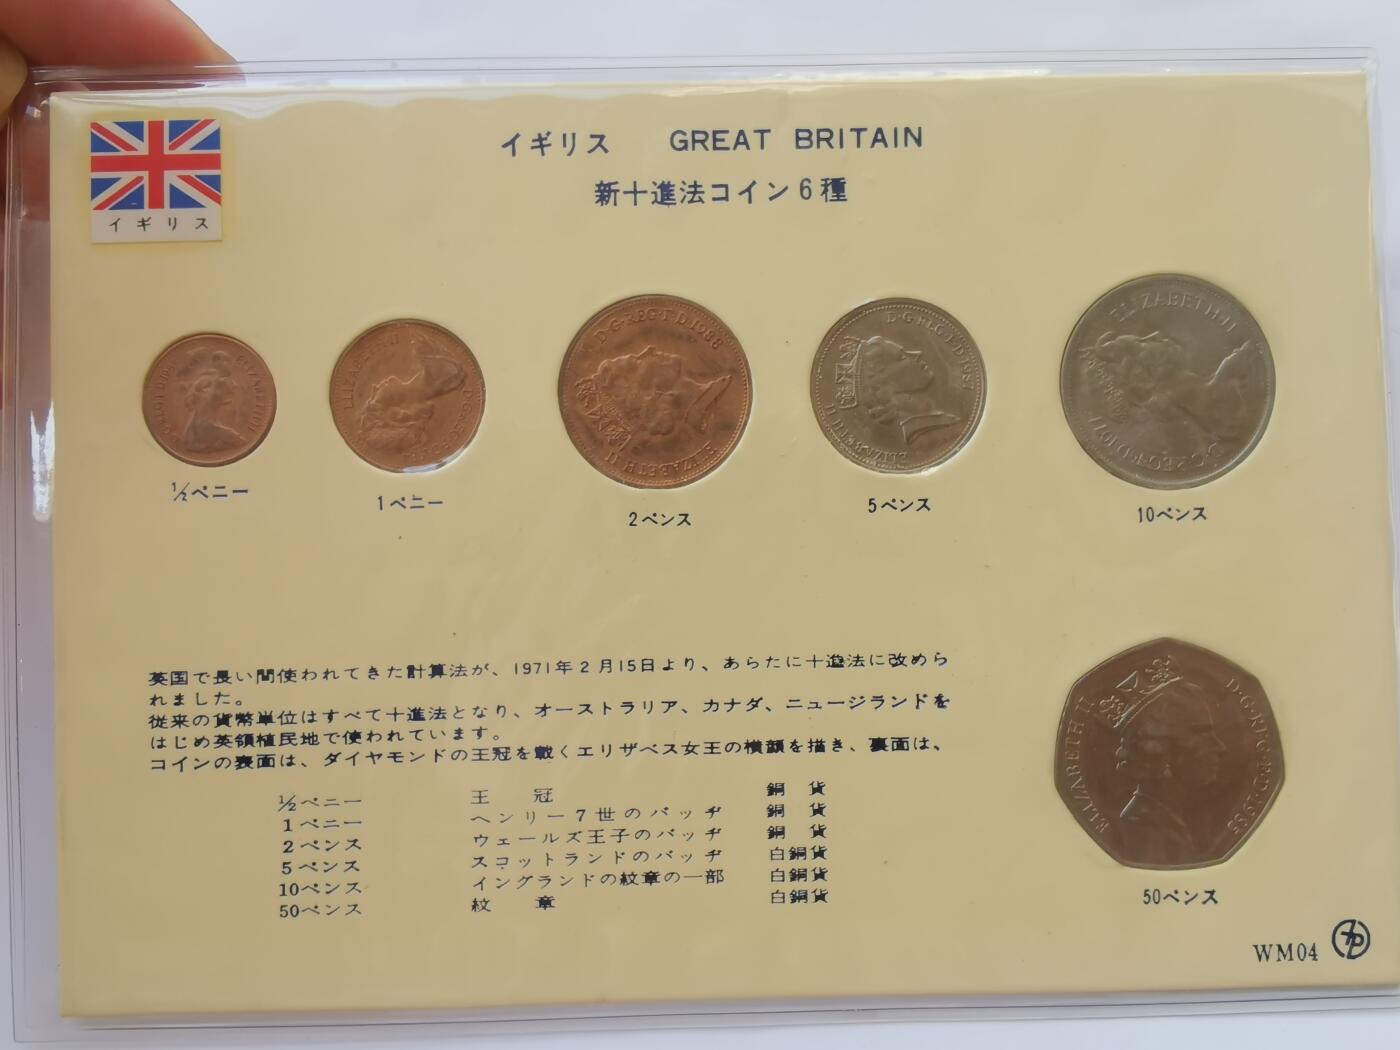 イギリス GREAT BRITAIN
新十進法コイン6種
イギリス
ELIZABETH II
ELIZABETH·II
D·G·REG·F·D·1988
ELIZABETH II
D·G·REG·F·D·1987
ELIZABETH II
ELIZABETH·II
D·G·REG·F·D·1971
½ペニー
1ペニー
2ペンス
5ペンス
10ペンス
英国で長い間使われてきた計算法が、1971年2月15日より、あらたに十進法に改めら
れました。
従来の貨幣単位はすべて十進法となり、オーストラリア、カナダ、ニュージランドを
はじめ英領植民地で使われています。
コインの表面は、ダイヤモンドの王冠を戴くエリザベス女王の横顔を描き、裏面は、
½ペニー 王冠 銅貨
1ペニー ヘンリー7世のバッヂ 銅貨
2ペンス ウェールズ王子のバッヂ 銅貨
5ペンス スコットランドのバッヂ 白銅貨
10ペンス イングランドの紋章の一部 白銅貨
50ペンス 紋章 白銅貨
ELIZABETH II
D·G·REG·F·D·1985
50ペンス
WM04